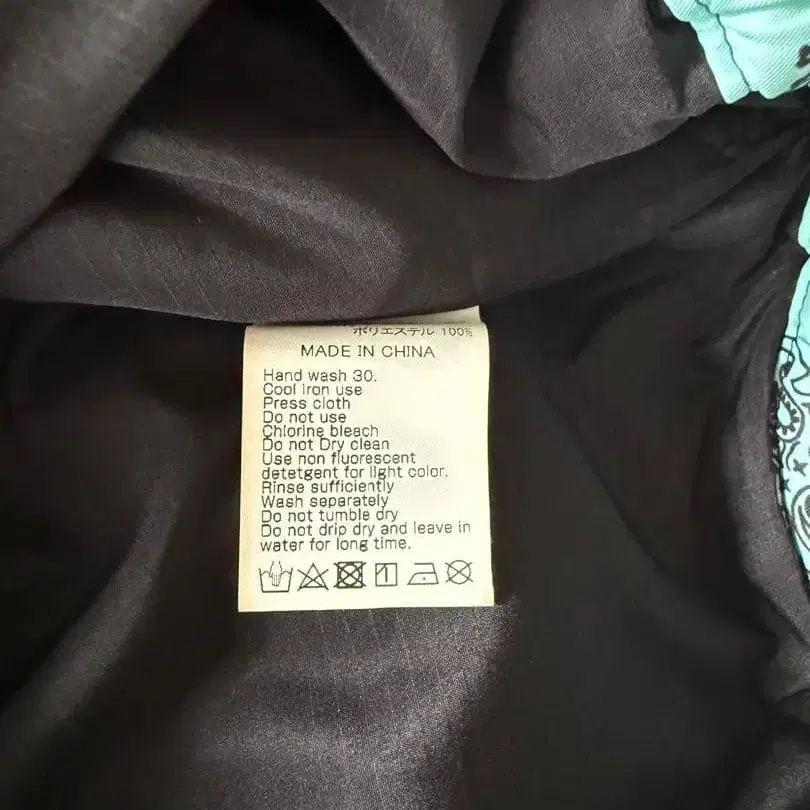 ポリエステル 100%
MADE IN CHINA
Hand wash 30.
Cool iron use
Press cloth
Do not use
Chlorine bleach
Do not Dry clean
Use non fluorescent
detetgent for light color.
Rinse sufficiently
Wash separately
Do not tumble dry
Do not drip dry and leave in
water for long time.